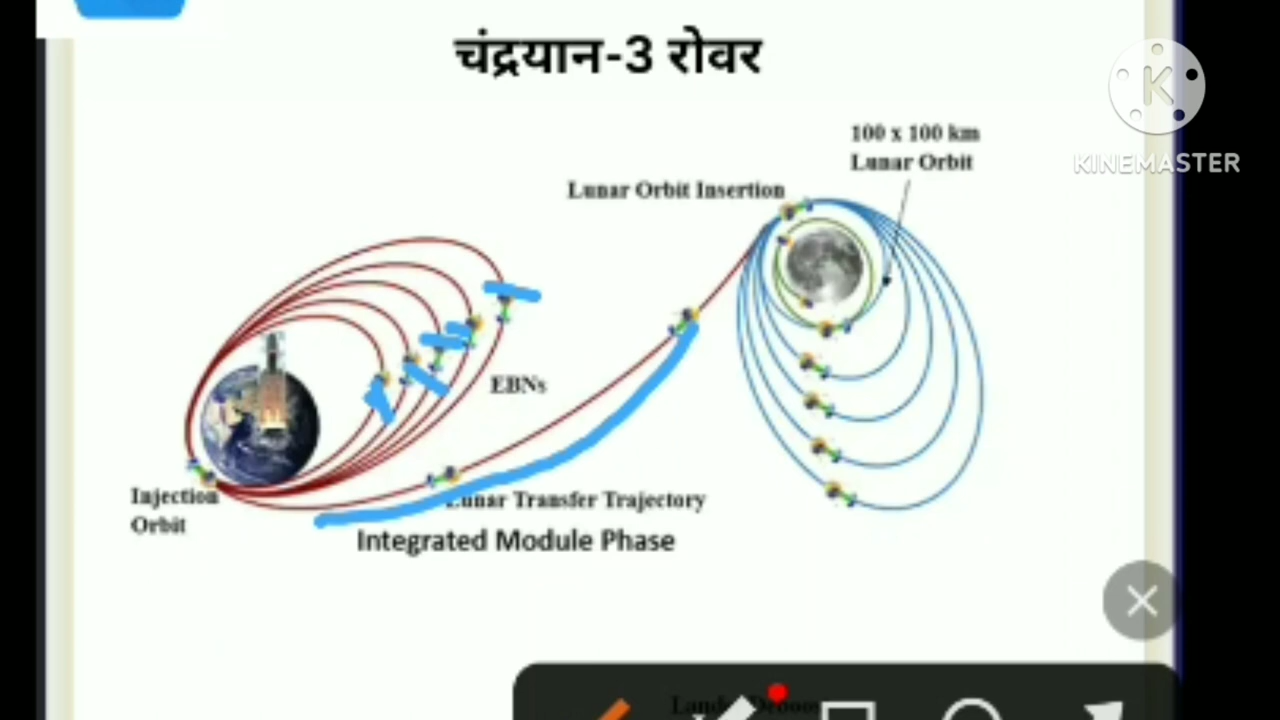 चंद्रयान-3 रोवर
KINEMASTER
100 x 100 km
Lunar Orbit
Lunar Orbit Insertion
EBNs
Injection
Orbit
Lunar Transfer Trajectory
Integrated Module Phase